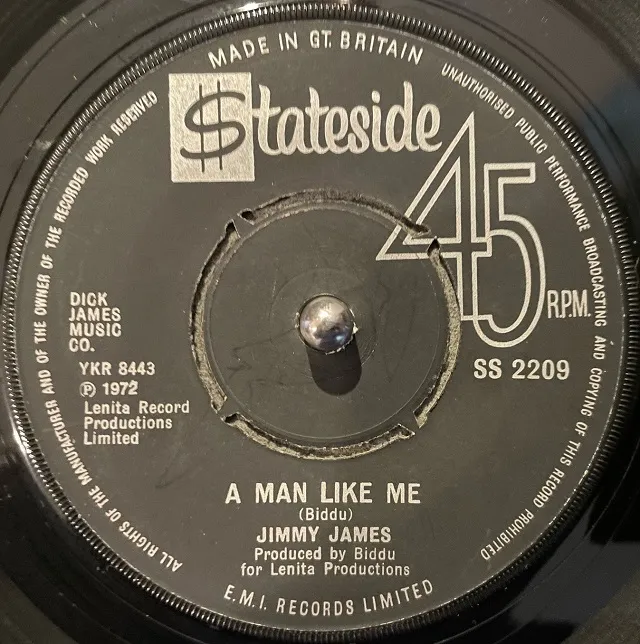 MADE IN GT. BRITAIN
UNAUTHORISED PUBLIC PERFORMANCE BROADCASTING AND COPYING OF THIS RECORD PROHIBITED
ALL RIGHTS OF THE MANUFACTURER AND OF THE OWNER OF THE RECORDED WORK RESERVED
$tateside
45
R.P.M.
DICK
JAMES
MUSIC
CO.
YKR 8443
Ⓟ 1972
Lenita Record
Productions
Limited
SS 2209
A MAN LIKE ME
(Biddu)
JIMMY JAMES
Produced by Biddu
for Lenita Productions
E.M.I. RECORDS LIMITED